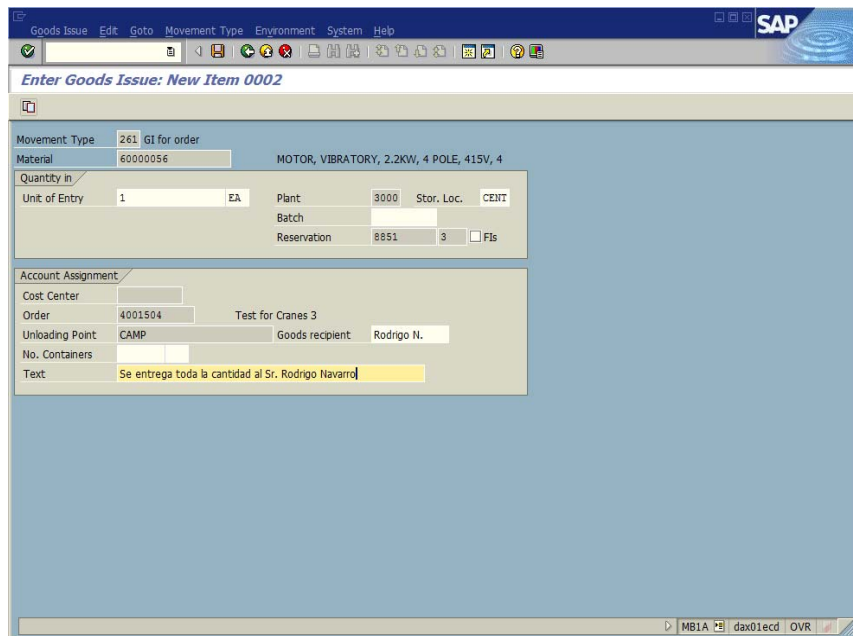 Goods Issue Edit Goto Movement Type Environment System Help
SAP
Enter Goods Issue: New Item 0002
Movement Type 261 GI for order
Material 60000056 MOTOR, VIBRATORY, 2.2KW, 4 POLE, 415V, 4
Quantity in
Unit of Entry 1 EA Plant 3000 Stor. Loc. CENT
Batch
Reservation 8851 3 FIs
Account Assignment
Cost Center
Order 4001504 Test for Cranes 3
Unloading Point CAMP Goods recipient Rodrigo N.
No. Containers
Text Se entrega toda la cantidad al Sr. Rodrigo Navarro
MB1A dax01ecd OVR